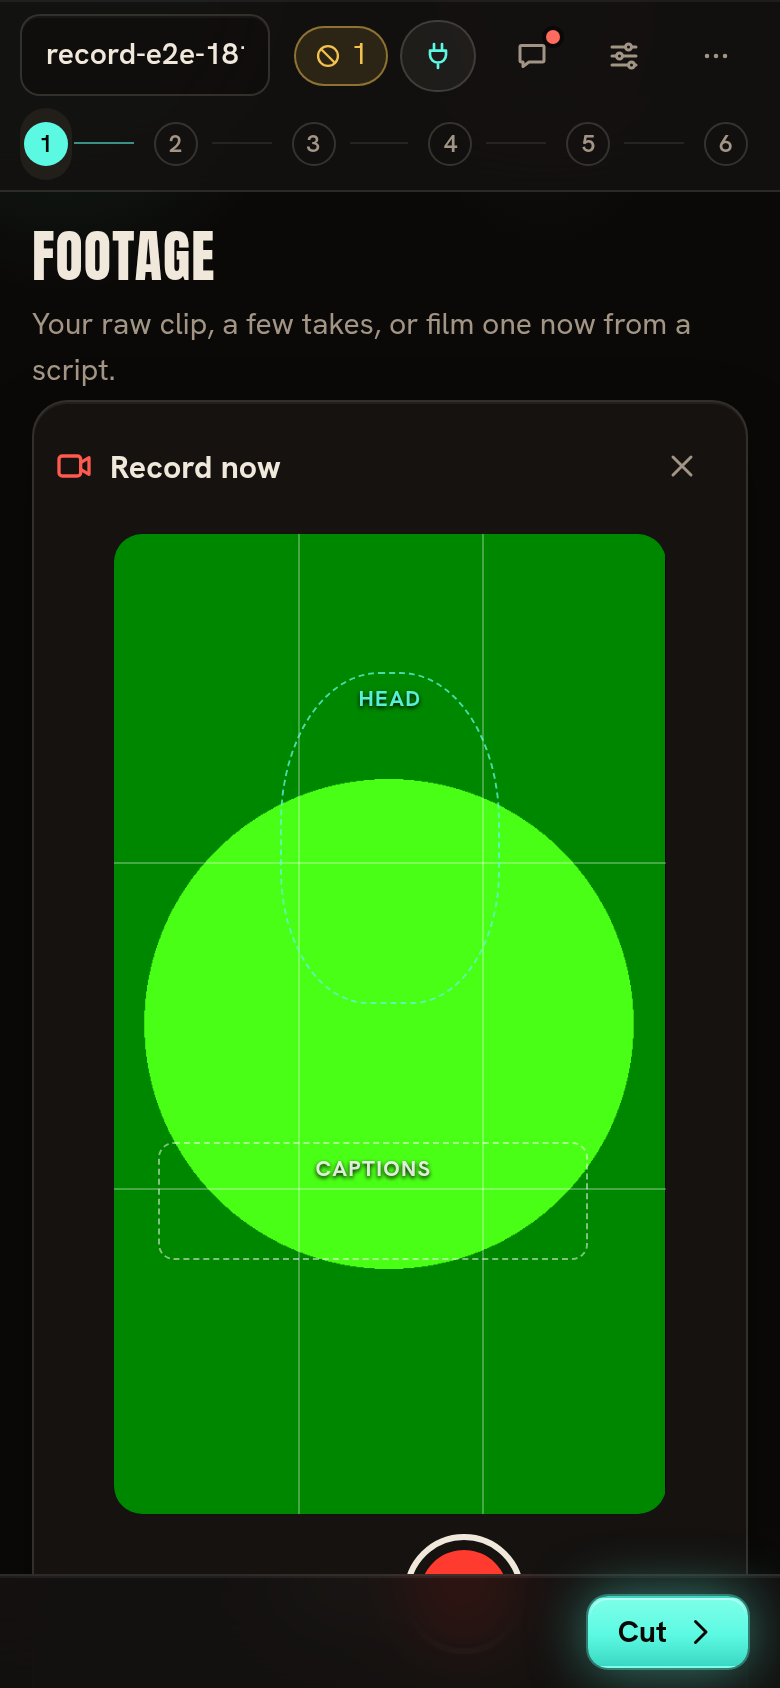 record-e2e-18
1
1
2
3
4
5
6
FOOTAGE
Your raw clip, a few takes, or film one now from a
script.
Record now
HEAD
CAPTIONS
Cut